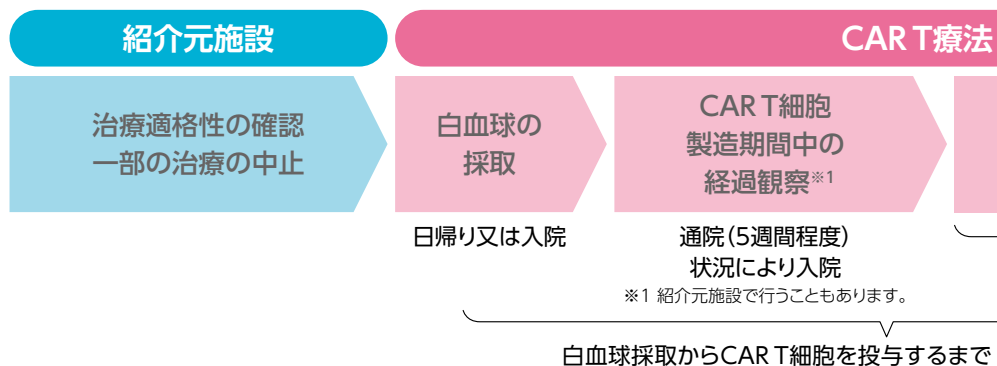 紹介元施設
CAR T療法
治療適格性の確認
一部の治療の中止
白血球の
採取
CAR T細胞
製造期間中の
経過観察※1
日帰り又は入院
通院(5週間程度)
状況により入院
※1 紹介元施設で行うこともあります。
白血球採取からCAR T細胞を投与するまで